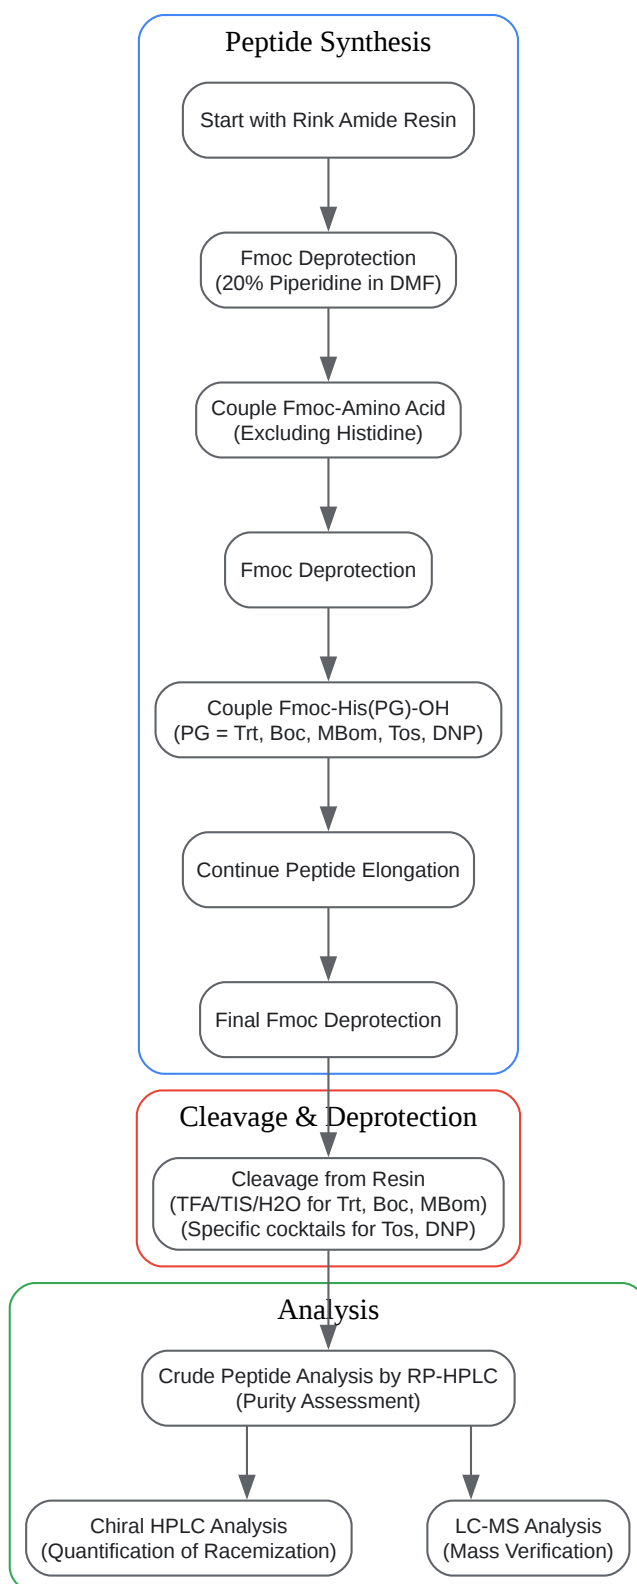 Peptide Synthesis
Start with Rink Amide Resin
Fmoc Deprotection
(20% Piperidine in DMF)
Couple Fmoc-Amino Acid
(Excluding Histidine)
Fmoc Deprotection
Couple Fmoc-His(PG)-OH
(PG = Trt, Boc, MBom, Tos, DNP)
Continue Peptide Elongation
Final Fmoc Deprotection
Cleavage & Deprotection
Cleavage from Resin
(TFA/TIS/H2O for Trt, Boc, MBom)
(Specific cocktails for Tos, DNP)
Analysis
Crude Peptide Analysis by RP-HPLC
(Purity Assessment)
Chiral HPLC Analysis
(Quantification of Racemization)
LC-MS Analysis
(Mass Verification)